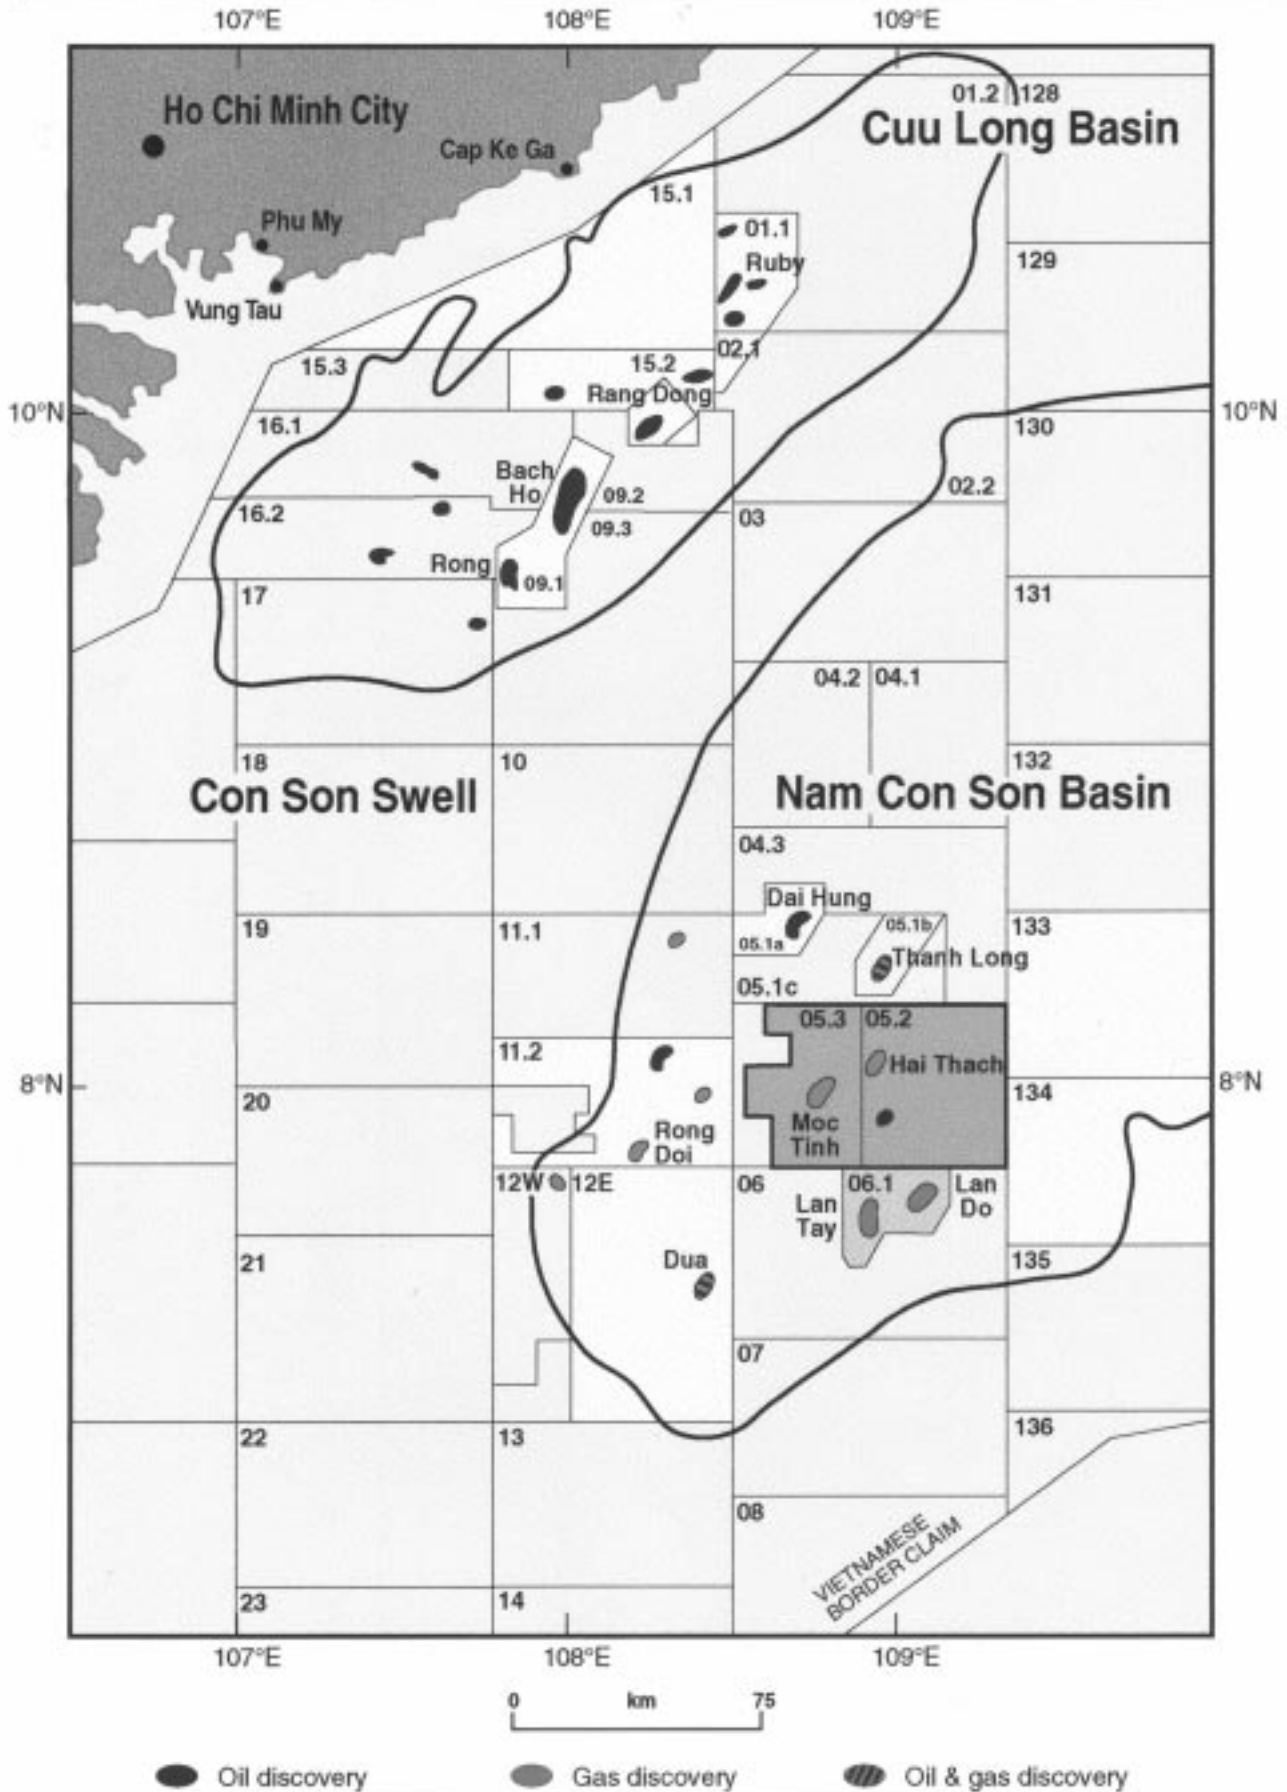 107°E 108°E 109°E
01.2 128
Ho Chi Minh City
Cuu Long Basin
Cap Ke Ga
15.1
Phu My
01.1
129
Ruby
Vung Tau
02.1
15.3
15.2
Rang Dong
10°N
10°N
16.1
130
Bach
Ho
09.2
02.2
16.2
03
09.3
Rong
09.1
17
131
04.2 04.1
18
10
132
Con Son Swell
Nam Con Son Basin
04.3
Dai Hung
19
11.1
05.1a
05.1b
133
Thanh Long
05.1c
05.3 05.2
11.2
Hai Thach
8°N
8°N
20
134
Moc
Tinh
Rong
Doi
12W 12E
06
06.1
Lan
Do
Lan
Tay
21
Dua
135
07
22
13
136
08
VIETNAMESE
BORDER CLAIM
23
14
107°E 108°E 109°E
0 km 75
Oil discovery Gas discovery Oil & gas discovery